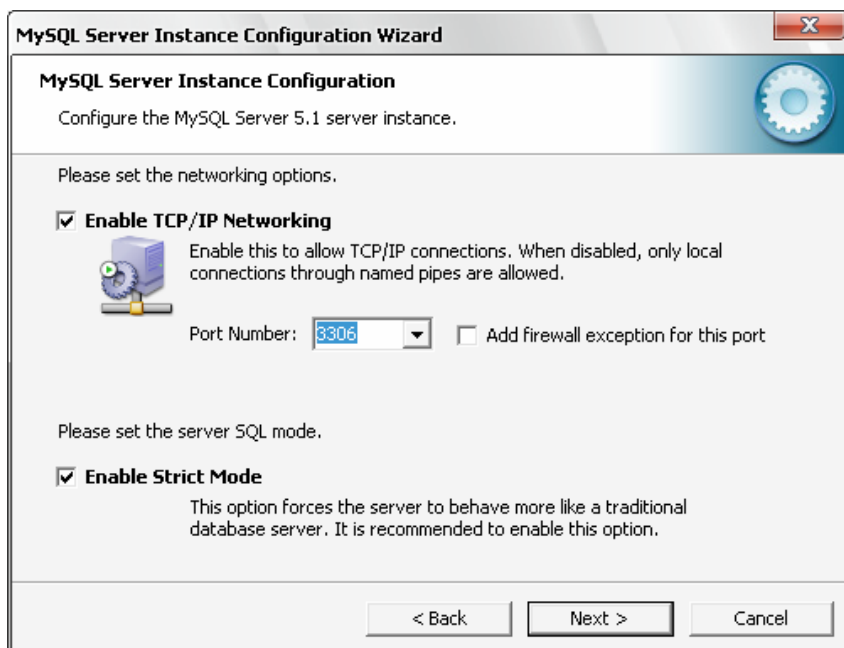 MySQL Server Instance Configuration Wizard
MySQL Server Instance Configuration
Configure the MySQL Server 5.1 server instance.
Please set the networking options.
Enable TCP/IP Networking
Enable this to allow TCP/IP connections. When disabled, only local
connections through named pipes are allowed.
Port Number: 3306 Add firewall exception for this port
Please set the server SQL mode.
Enable Strict Mode
This option forces the server to behave more like a traditional
database server. It is recommended to enable this option.
< Back Next > Cancel